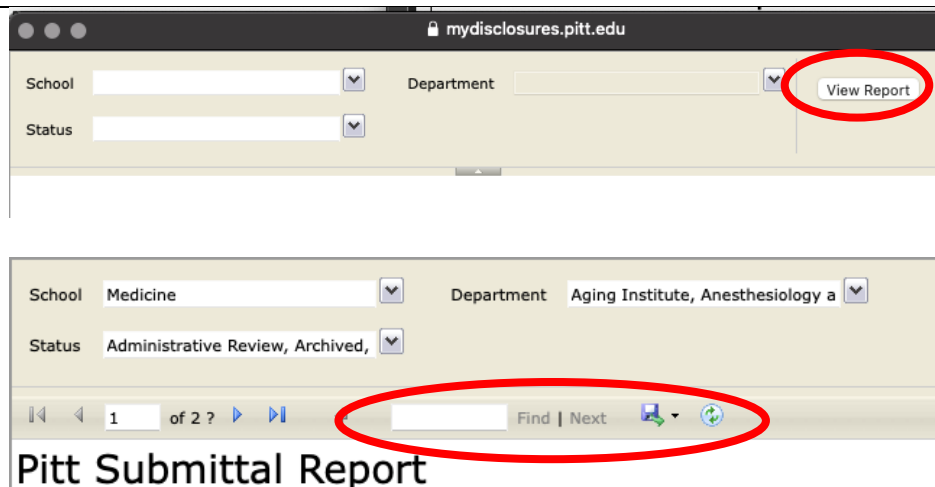 mydisclosures.pitt.edu
School Department View Report
Status
School Medicine Department Aging Institute, Anesthesiology a
Status Administrative Review, Archived,
1 of 2 ? Find | Next
Pitt Submittal Report